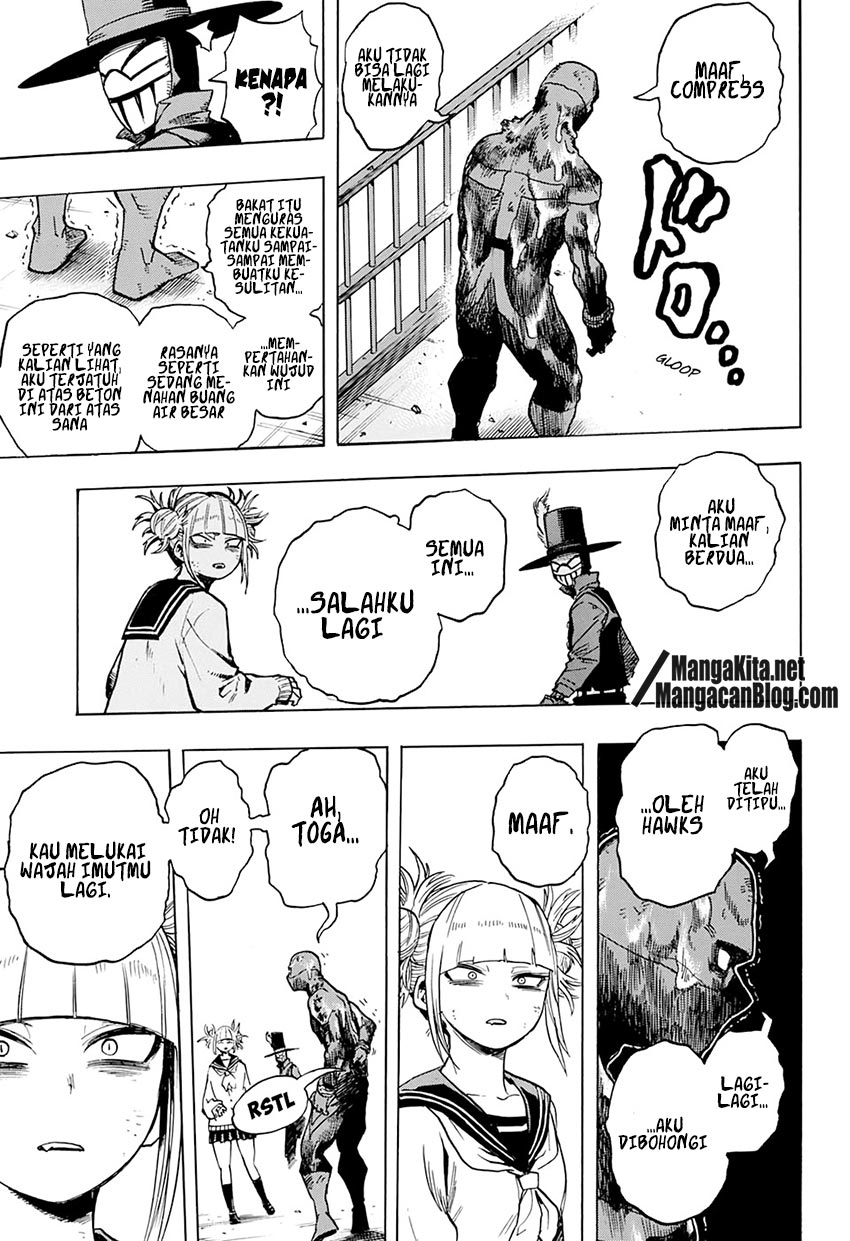 MAAF,
COMPRESS
AKU TIDAK
BISA LAGI
MELAKU-
KANNYA
ドロ...
GLOOP
KENAPA
?!
BAKAT ITU
MENGURAS
SEMUA KEKUA-
TANKU SAMPAI-
SAMPAI MEM-
BUATKU KE-
SULITAN...
...MEM-
PERTAHAN-
KAN WUJUD
INI
RASANYA
SEPERTI
SEDANG ME-
NAHAN BUANG
AIR BESAR
SEPERTI YANG
KALIAN LIHAT,
AKU TERJATUH
DI ATAS BETON
INI DARI ATAS
SANA
AKU
MINTA MAAF,
KALIAN
BERDUA...
SEMUA
INI...
...SALAHKU
LAGI
MangaKita.net
MangacanBlog.com
AKU
TELAH
DITIPU...
...OLEH
HAWKS
LAGI-
LAGI...
...AKU
DIBOHONGI
MAAF.
AH,
TOGA...
OH
TIDAK!
RSTL
KAU MELUKAI
WAJAH IMUTMU
LAGI.